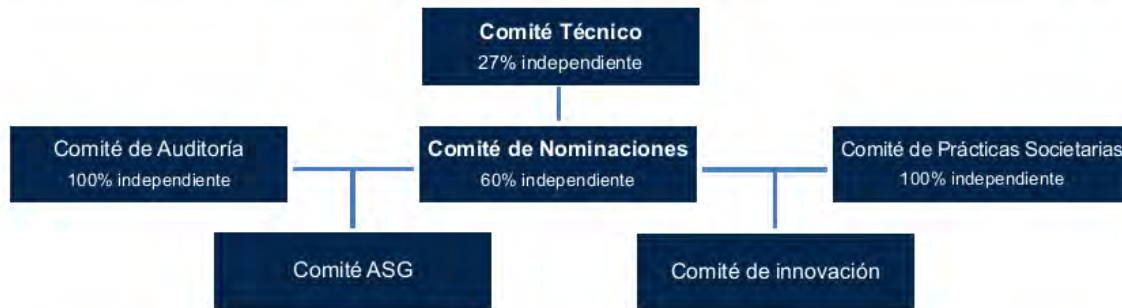 Comité Técnico
27% independiente
Comité de Auditoría
100% independiente
Comité de Nominaciones
60% independiente
Comité de Prácticas Societarias
100% independiente
Comité ASG
Comité de innovación